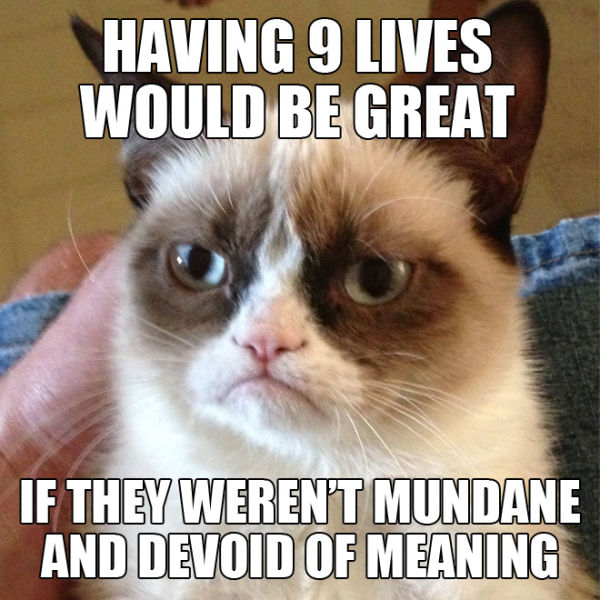 HAVING 9 LIVES
WOULD BE GREAT
IF THEY WEREN'T MUNDANE
AND DEVOID OF MEANING